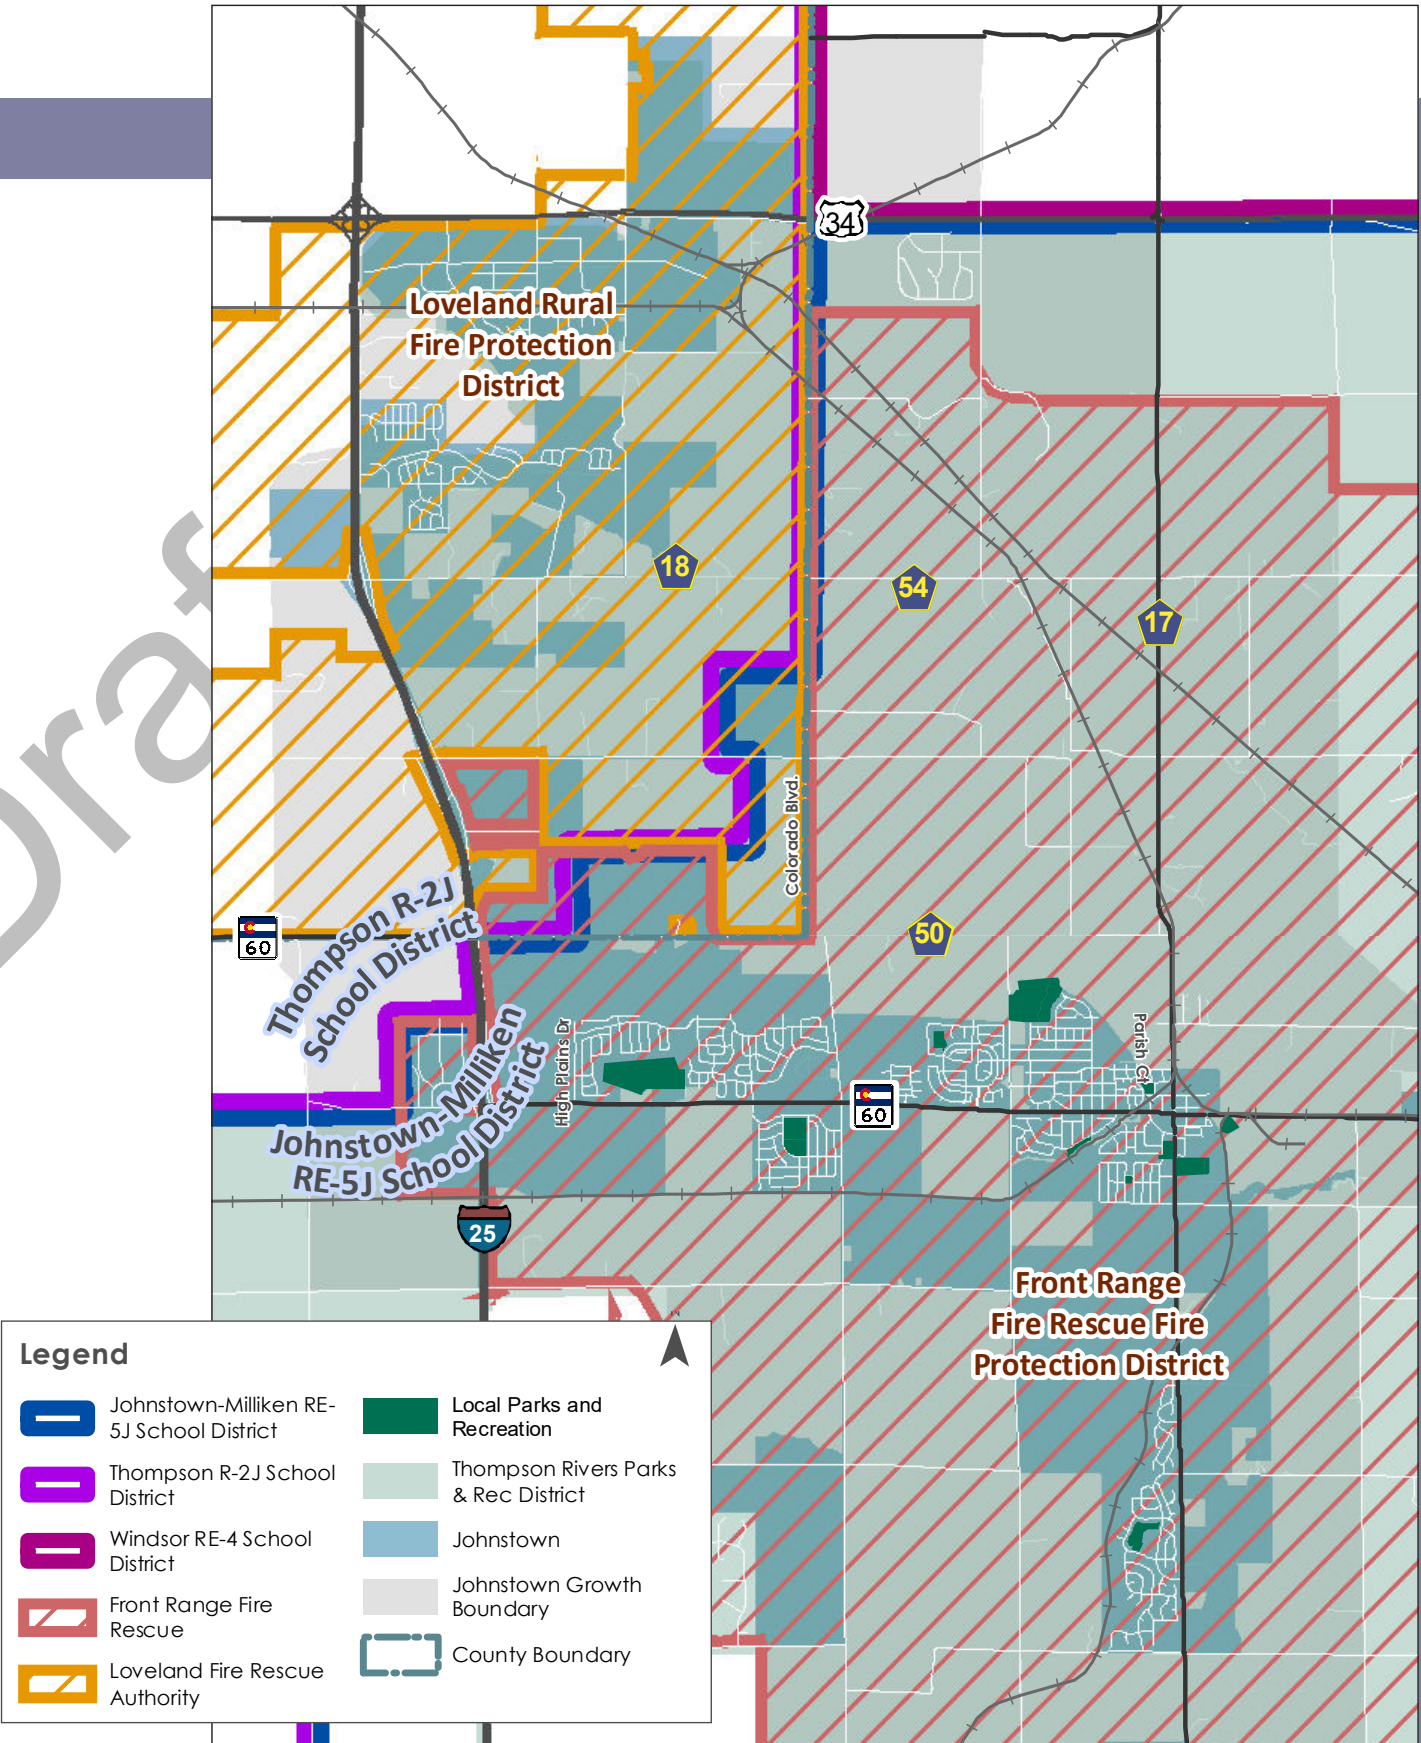 34
Loveland Rural
Fire Protection
District
18
54
17
Draf
Colorado Blvd.
Thompson R-2J
School District
60
50
Johnstown-Milliken
RE-5J School District
High Plains Dr
Parish Ct
60
25
Front Range
Fire Rescue Fire
Protection District
Legend
Johnstown-Milliken RE-
5J School District
Thompson R-2J School
District
Windsor RE-4 School
District
Front Range Fire
Rescue
Loveland Fire Rescue
Authority
Local Parks and
Recreation
Thompson Rivers Parks
& Rec District
Johnstown
Johnstown Growth
Boundary
County Boundary